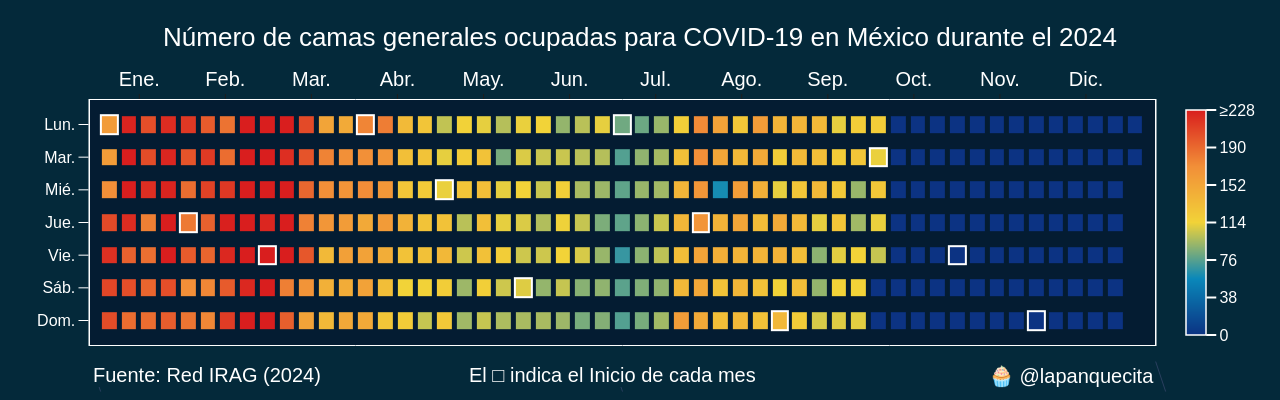 Número de camas generales ocupadas para COVID-19 en México durante el 2024
Ene. Feb. Mar. Abr. May. Jun. Jul. Ago. Sep. Oct. Nov. Dic.
Lun.
Mar.
Mié.
Jue.
Vie.
Sáb.
Dom.
≥228
190
152
114
76
38
0
Fuente: Red IRAG (2024)
El □ indica el Inicio de cada mes
🧁 @lapanquecita